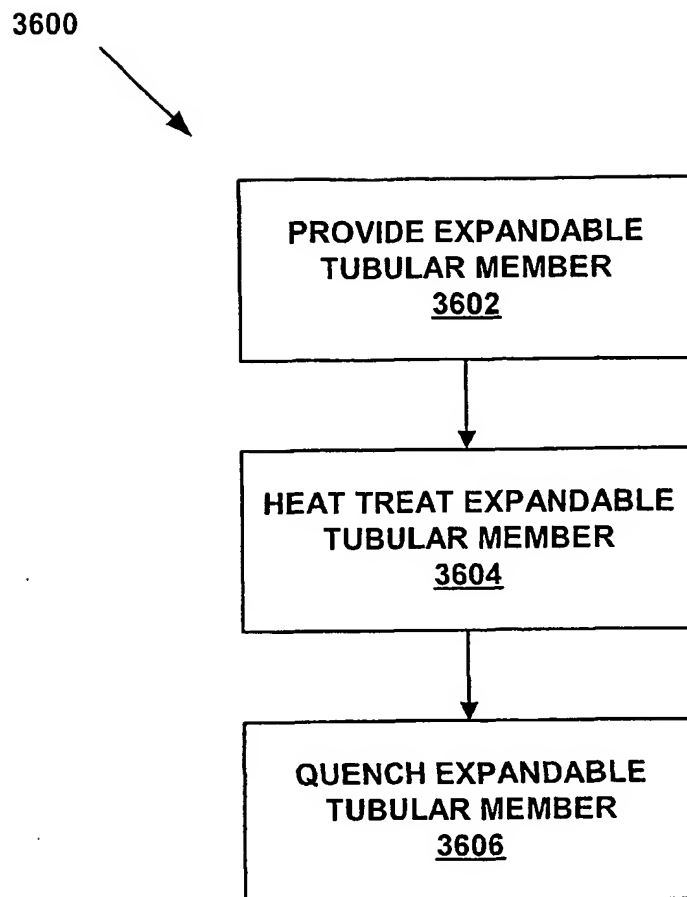 3600
PROVIDE EXPANDABLE
TUBULAR MEMBER
3602
HEAT TREAT EXPANDABLE
TUBULAR MEMBER
3604
QUENCH EXPANDABLE
TUBULAR MEMBER
3606